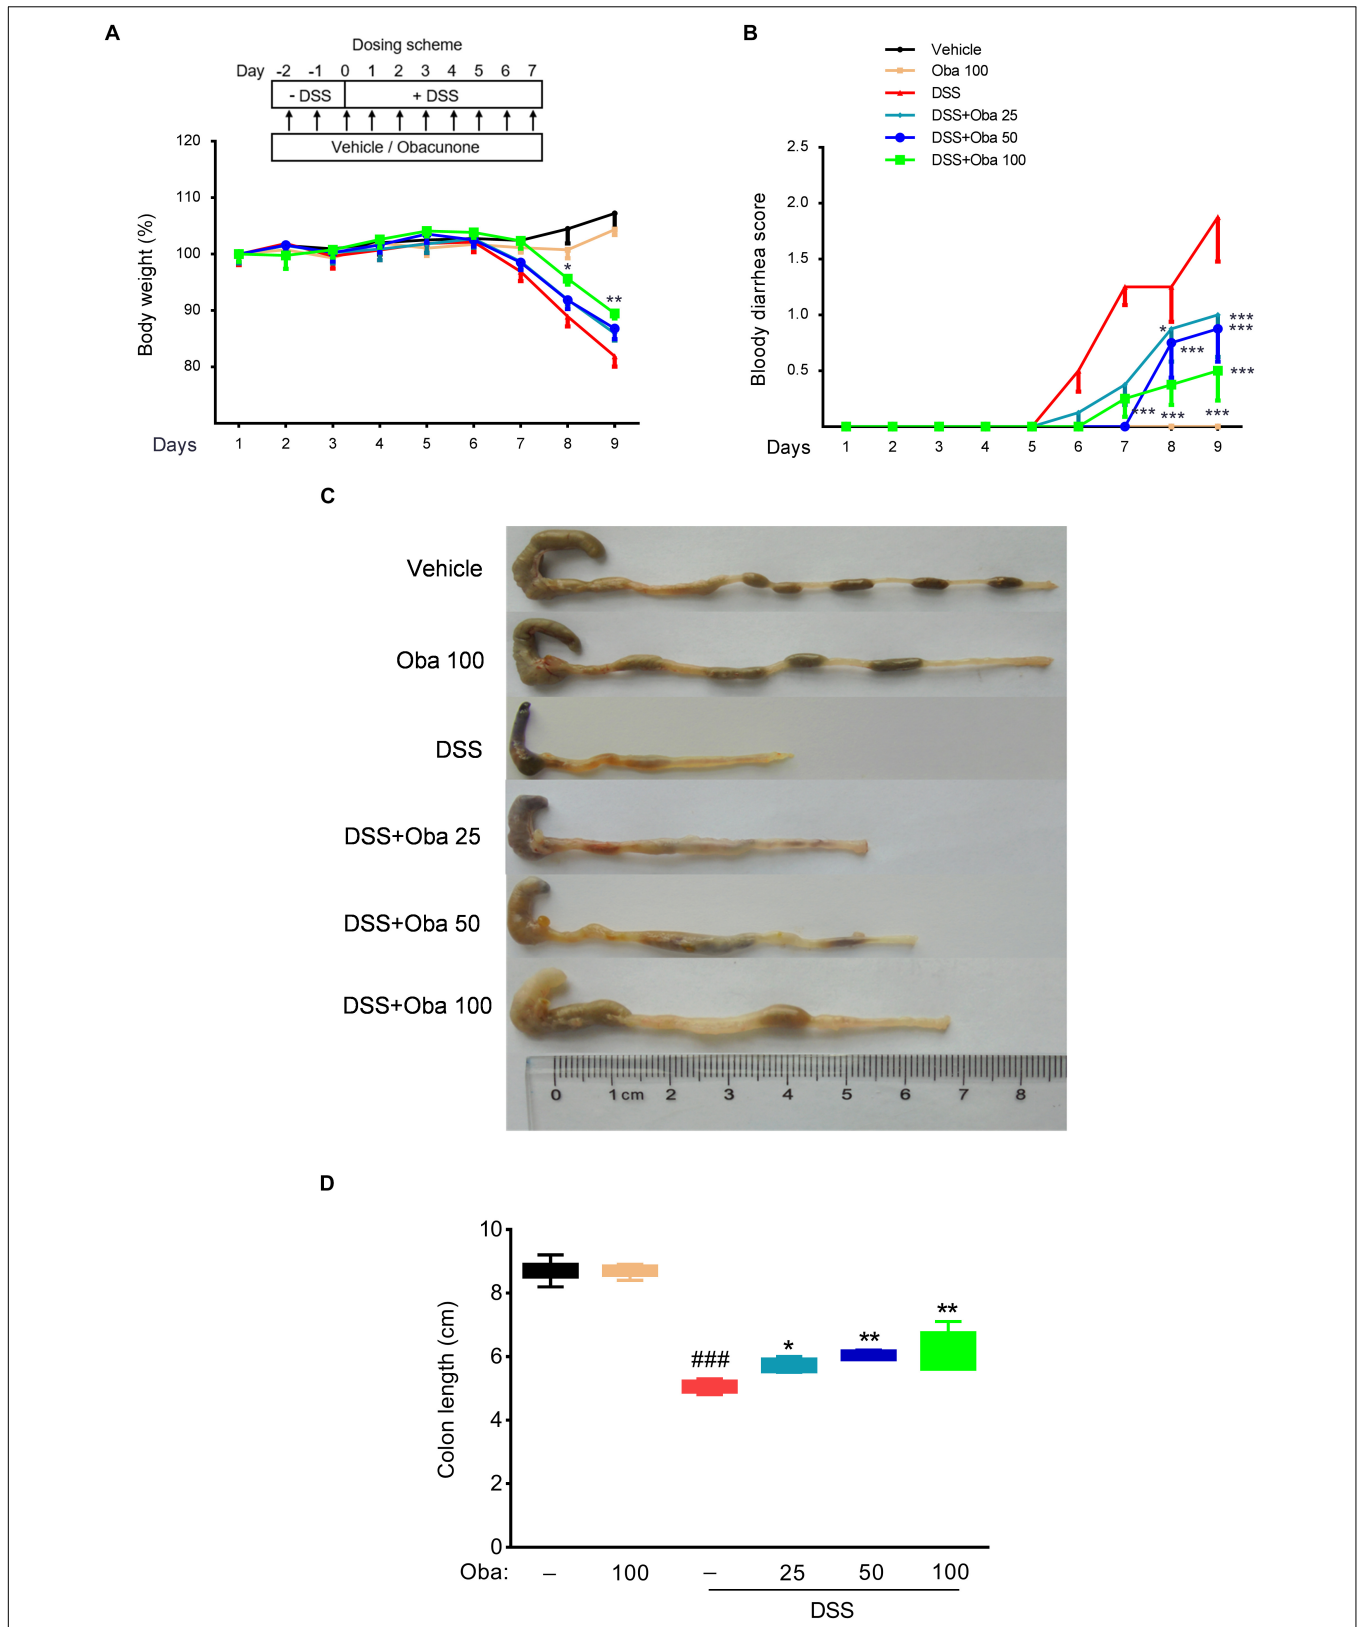 A
Dosing scheme
Day -2 -1 0 1 2 3 4 5 6 7
- DSS + DSS
Vehicle / Obacunone
Body weight (%)
120
110
100
90
80
*
**
Days 1 2 3 4 5 6 7 8 9
B
Vehicle
Oba 100
DSS
DSS+Oba 25
DSS+Oba 50
DSS+Oba 100
Bloody diarrhea score
2.5
2.0
1.5
1.0
0.5
* ***
***
***
***
*** *** ***
Days 1 2 3 4 5 6 7 8 9
C
Vehicle
Oba 100
DSS
DSS+Oba 25
DSS+Oba 50
DSS+Oba 100
0 1 cm 2 3 4 5 6 7 8
D
Colon length (cm)
10
8
6
4
2
0
### * ** **
Oba: – 100 – 25 50 100
DSS